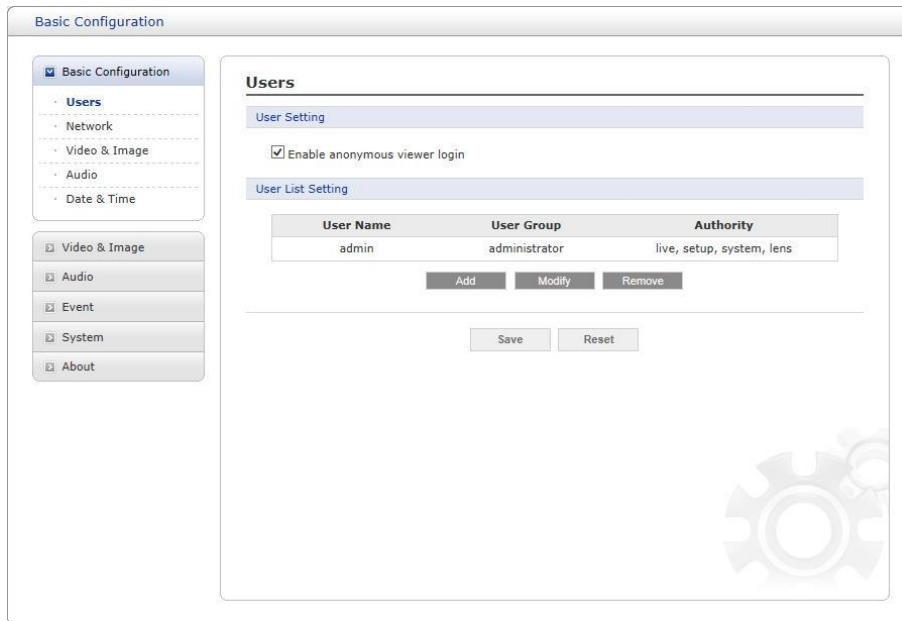 Basic Configuration
Basic Configuration
Users
Network
Video & Image
Audio
Date & Time
Video & Image
Audio
Event
System
About
Users
User Setting
Enable anonymous viewer login
User List Setting
User Name User Group Authority
admin administrator live, setup, system, lens
Add Modify Remove
Save Reset